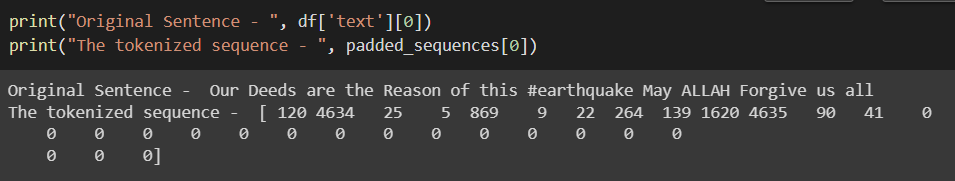 print("Original Sentence - ", df['text'][0])
print("The tokenized sequence - ", padded_sequences[0])
Original Sentence -  Our Deeds are the Reason of this #earthquake May ALLAH Forgive us all
The tokenized sequence -  [ 120 4634   25    5  869    9   22  264  139 1620 4635   90   41    0
    0    0    0    0    0    0    0    0    0    0    0    0    0    0
    0    0    0]